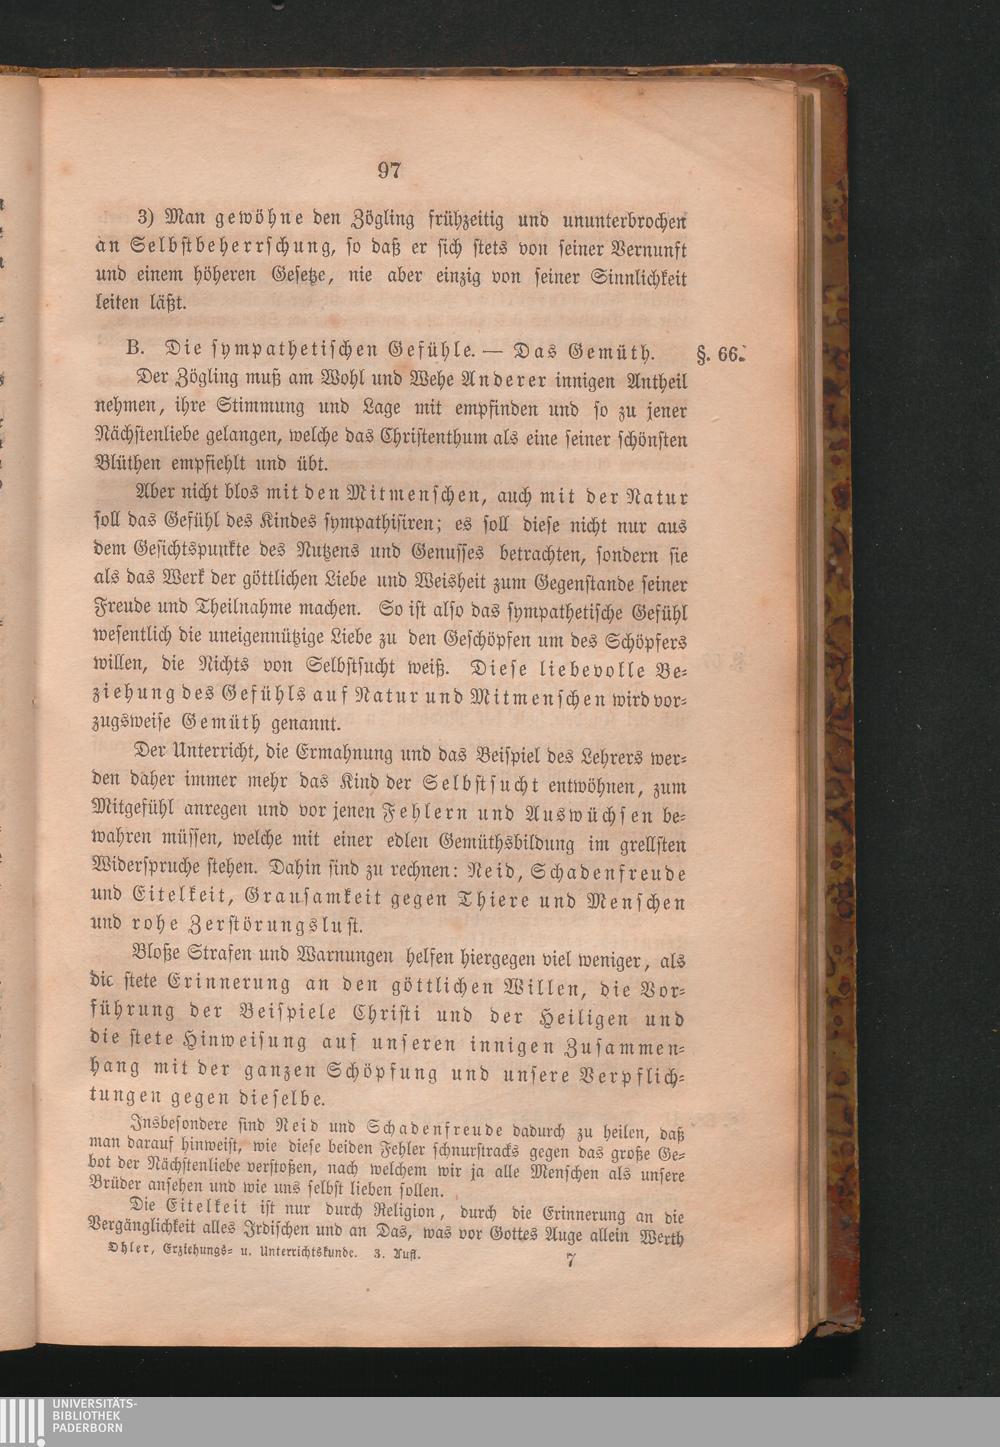 97
3) Man gewöhne den Zögling frühzeitig und ununterbrochen
an Selbstbeherrschung, so daß er sich stets von seiner Vernunft
und einem höheren Gesetze, nie aber einzig von seiner Sinnlichkeit
leiten läßt.
B. Die sympathetischen Gefühle. — Das Gemüth. §. 66.
Der Zögling muß am Wohl und Wehe Anderer innigen Antheil
nehmen, ihre Stimmung und Lage mit empfinden und so zu jener
Nächstenliebe gelangen, welche das Christenthum als eine seiner schönsten
Blüthen empfiehlt und übt.
Aber nicht blos mit den Mitmenschen, auch mit der Natur
soll das Gefühl des Kindes sympathisiren; es soll diese nicht nur aus
dem Gesichtspunkte des Nutzens und Genusses betrachten, sondern sie
als das Werk der göttlichen Liebe und Weisheit zum Gegenstande seiner
Freude und Theilnahme machen. So ist also das sympathetische Gefühl
wesentlich die uneigennützige Liebe zu den Geschöpfen um des Schöpfers
willen, die Nichts von Selbstsucht weiß. Diese liebevolle Be-
ziehung des Gefühls auf Natur und Mitmenschen wird vor-
zugsweise Gemüth genannt.
Der Unterricht, die Ermahnung und das Beispiel des Lehrers wer-
den daher immer mehr das Kind der Selbstsucht entwöhnen, zum
Mitgefühl anregen und vor jenen Fehlern und Auswüchsen be-
wahren müssen, welche mit einer edlen Gemüthsbildung im grellsten
Widerspruche stehen. Dahin sind zu rechnen: Neid, Schadenfreude
und Eitelkeit, Grausamkeit gegen Thiere und Menschen
und rohe Zerstörungslust.
Bloße Strafen und Warnungen helfen hiergegen viel weniger, als
die stete Erinnerung an den göttlichen Willen, die Vor-
führung der Beispiele Christi und der Heiligen und
die stete Hinweisung auf unseren innigen Zusammen-
hang mit der ganzen Schöpfung und unsere Verpflich-
tungen gegen dieselbe.
Insbesondere sind Neid und Schadenfreude dadurch zu heilen, daß
man darauf hinweist, wie diese beiden Fehler schnurstracks gegen das große Ge-
bot der Nächstenliebe verstoßen, nach welchem wir ja alle Menschen als unsere
Brüder ansehen und wie uns selbst lieben sollen.
Die Eitelkeit ist nur durch Religion, durch die Erinnerung an die
Vergänglichkeit alles Irdischen und an Das, was vor Gottes Auge allein Werth
Ohler, Erziehungs- u. Unterrichtskunde. 3. Aufl. 7
UNIVERSITÄTS-
BIBLIOTHEK
PADERBORN